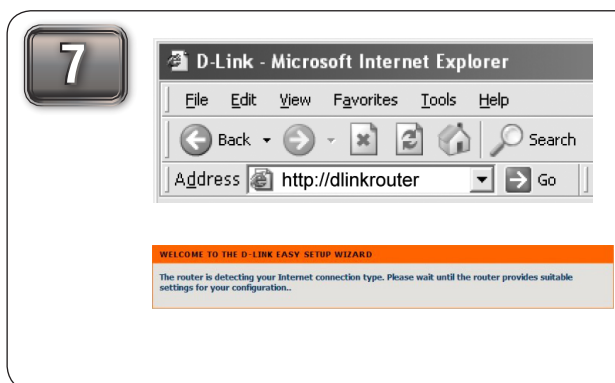 7
D-Link - Microsoft Internet Explorer
File Edit View Favorites Tools Help
Back Search
Address http://dlinkrouter Go
WELCOME TO THE D-LINK EASY SETUP WIZARD
The router is detecting your Internet connection type. Please wait until the router provides suitable
settings for your configuration..